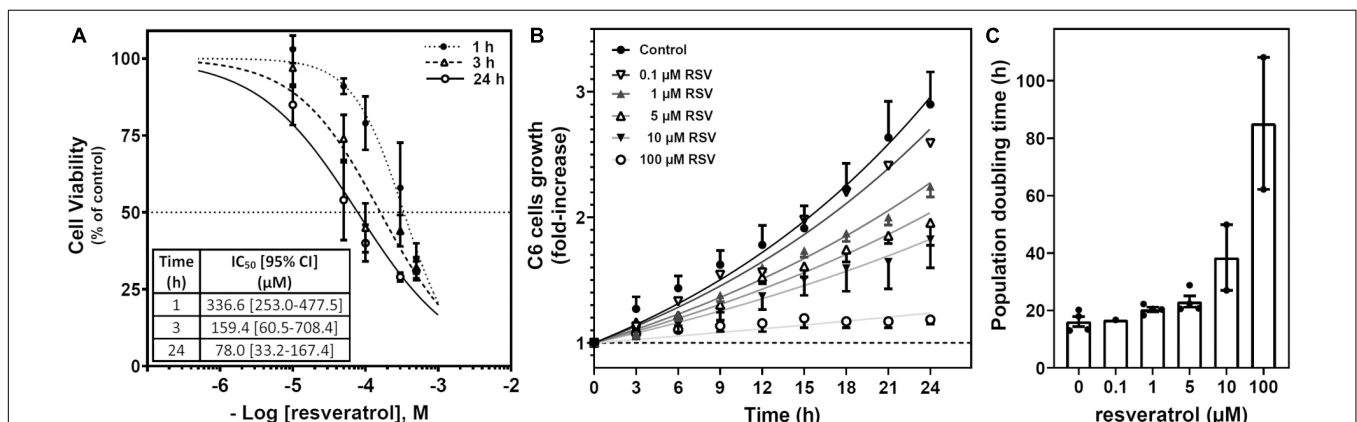 A
100
75
50
25
0
Cell Viability
(% of control)
1 h
3 h
24 h
Time
(h)
IC50 [95% CI]
(µM)
1
336.6 [253.0-477.5]
3
159.4 [60.5-708.4]
24
78.0 [33.2-167.4]
-6
-5
-4
-3
-2
- Log [resveratrol], M
B
C6 cells growth
(fold-increase)
3
2
1
Control
0.1 µM RSV
1 µM RSV
5 µM RSV
10 µM RSV
100 µM RSV
0 3 6 9 12 15 18 21 24
Time (h)
C
Population doubling time (h)
100
80
60
40
20
0
0 0.1 1 5 10 100
resveratrol (µM)